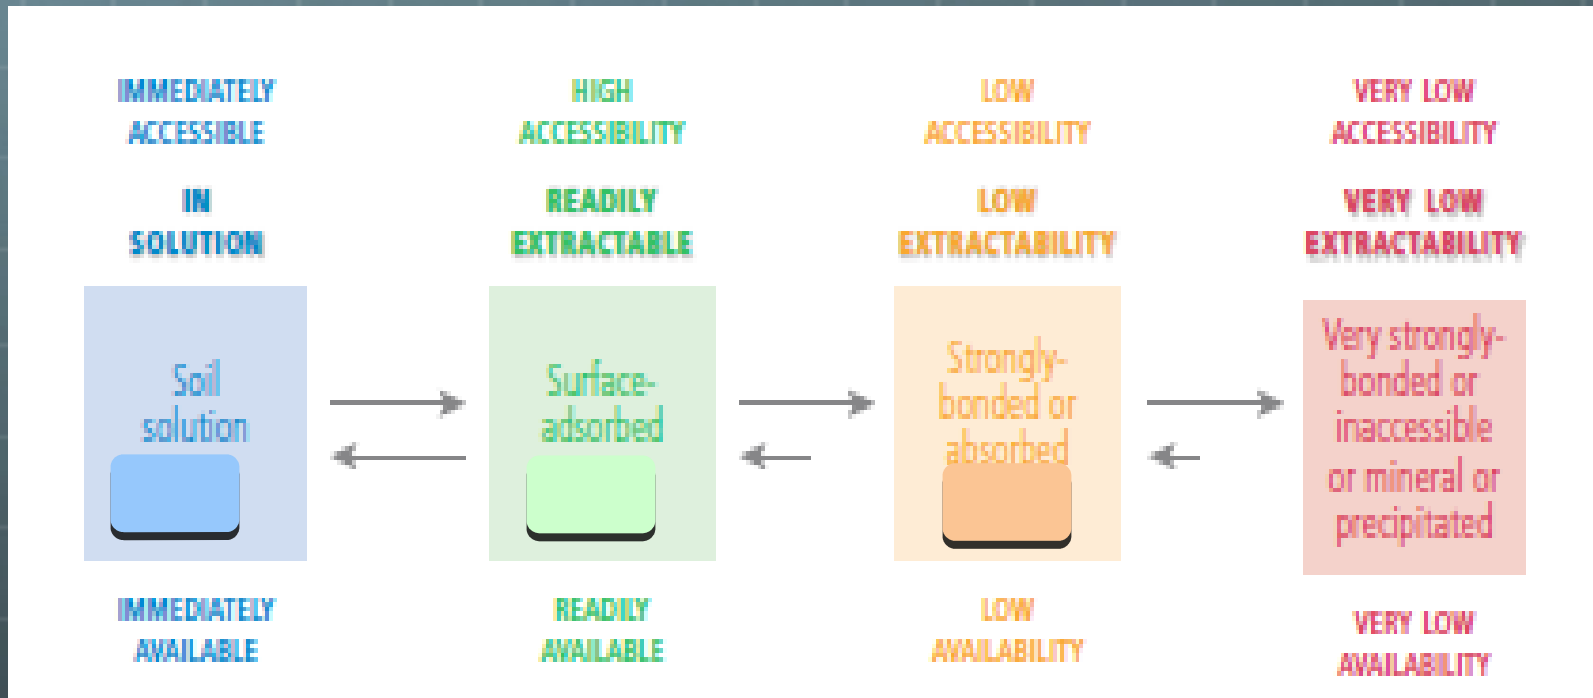 IMMEDIATELY
ACCESSIBLE
IN
SOLUTION
Soil
solution
IMMEDIATELY
AVAILABLE
HIGH
ACCESSIBILITY
READILY
EXTRACTABLE
Surface-
adsorbed
READILY
AVAILABLE
LOW
ACCESSIBILITY
LOW
EXTRACTABILITY
Strongly-
bonded or
absorbed
LOW
AVAILABILITY
VERY LOW
ACCESSIBILITY
VERY LOW
EXTRACTABILITY
Very strongly-
bonded or
inaccessible
or mineral or
precipitated
VERY LOW
AVAILABILITY